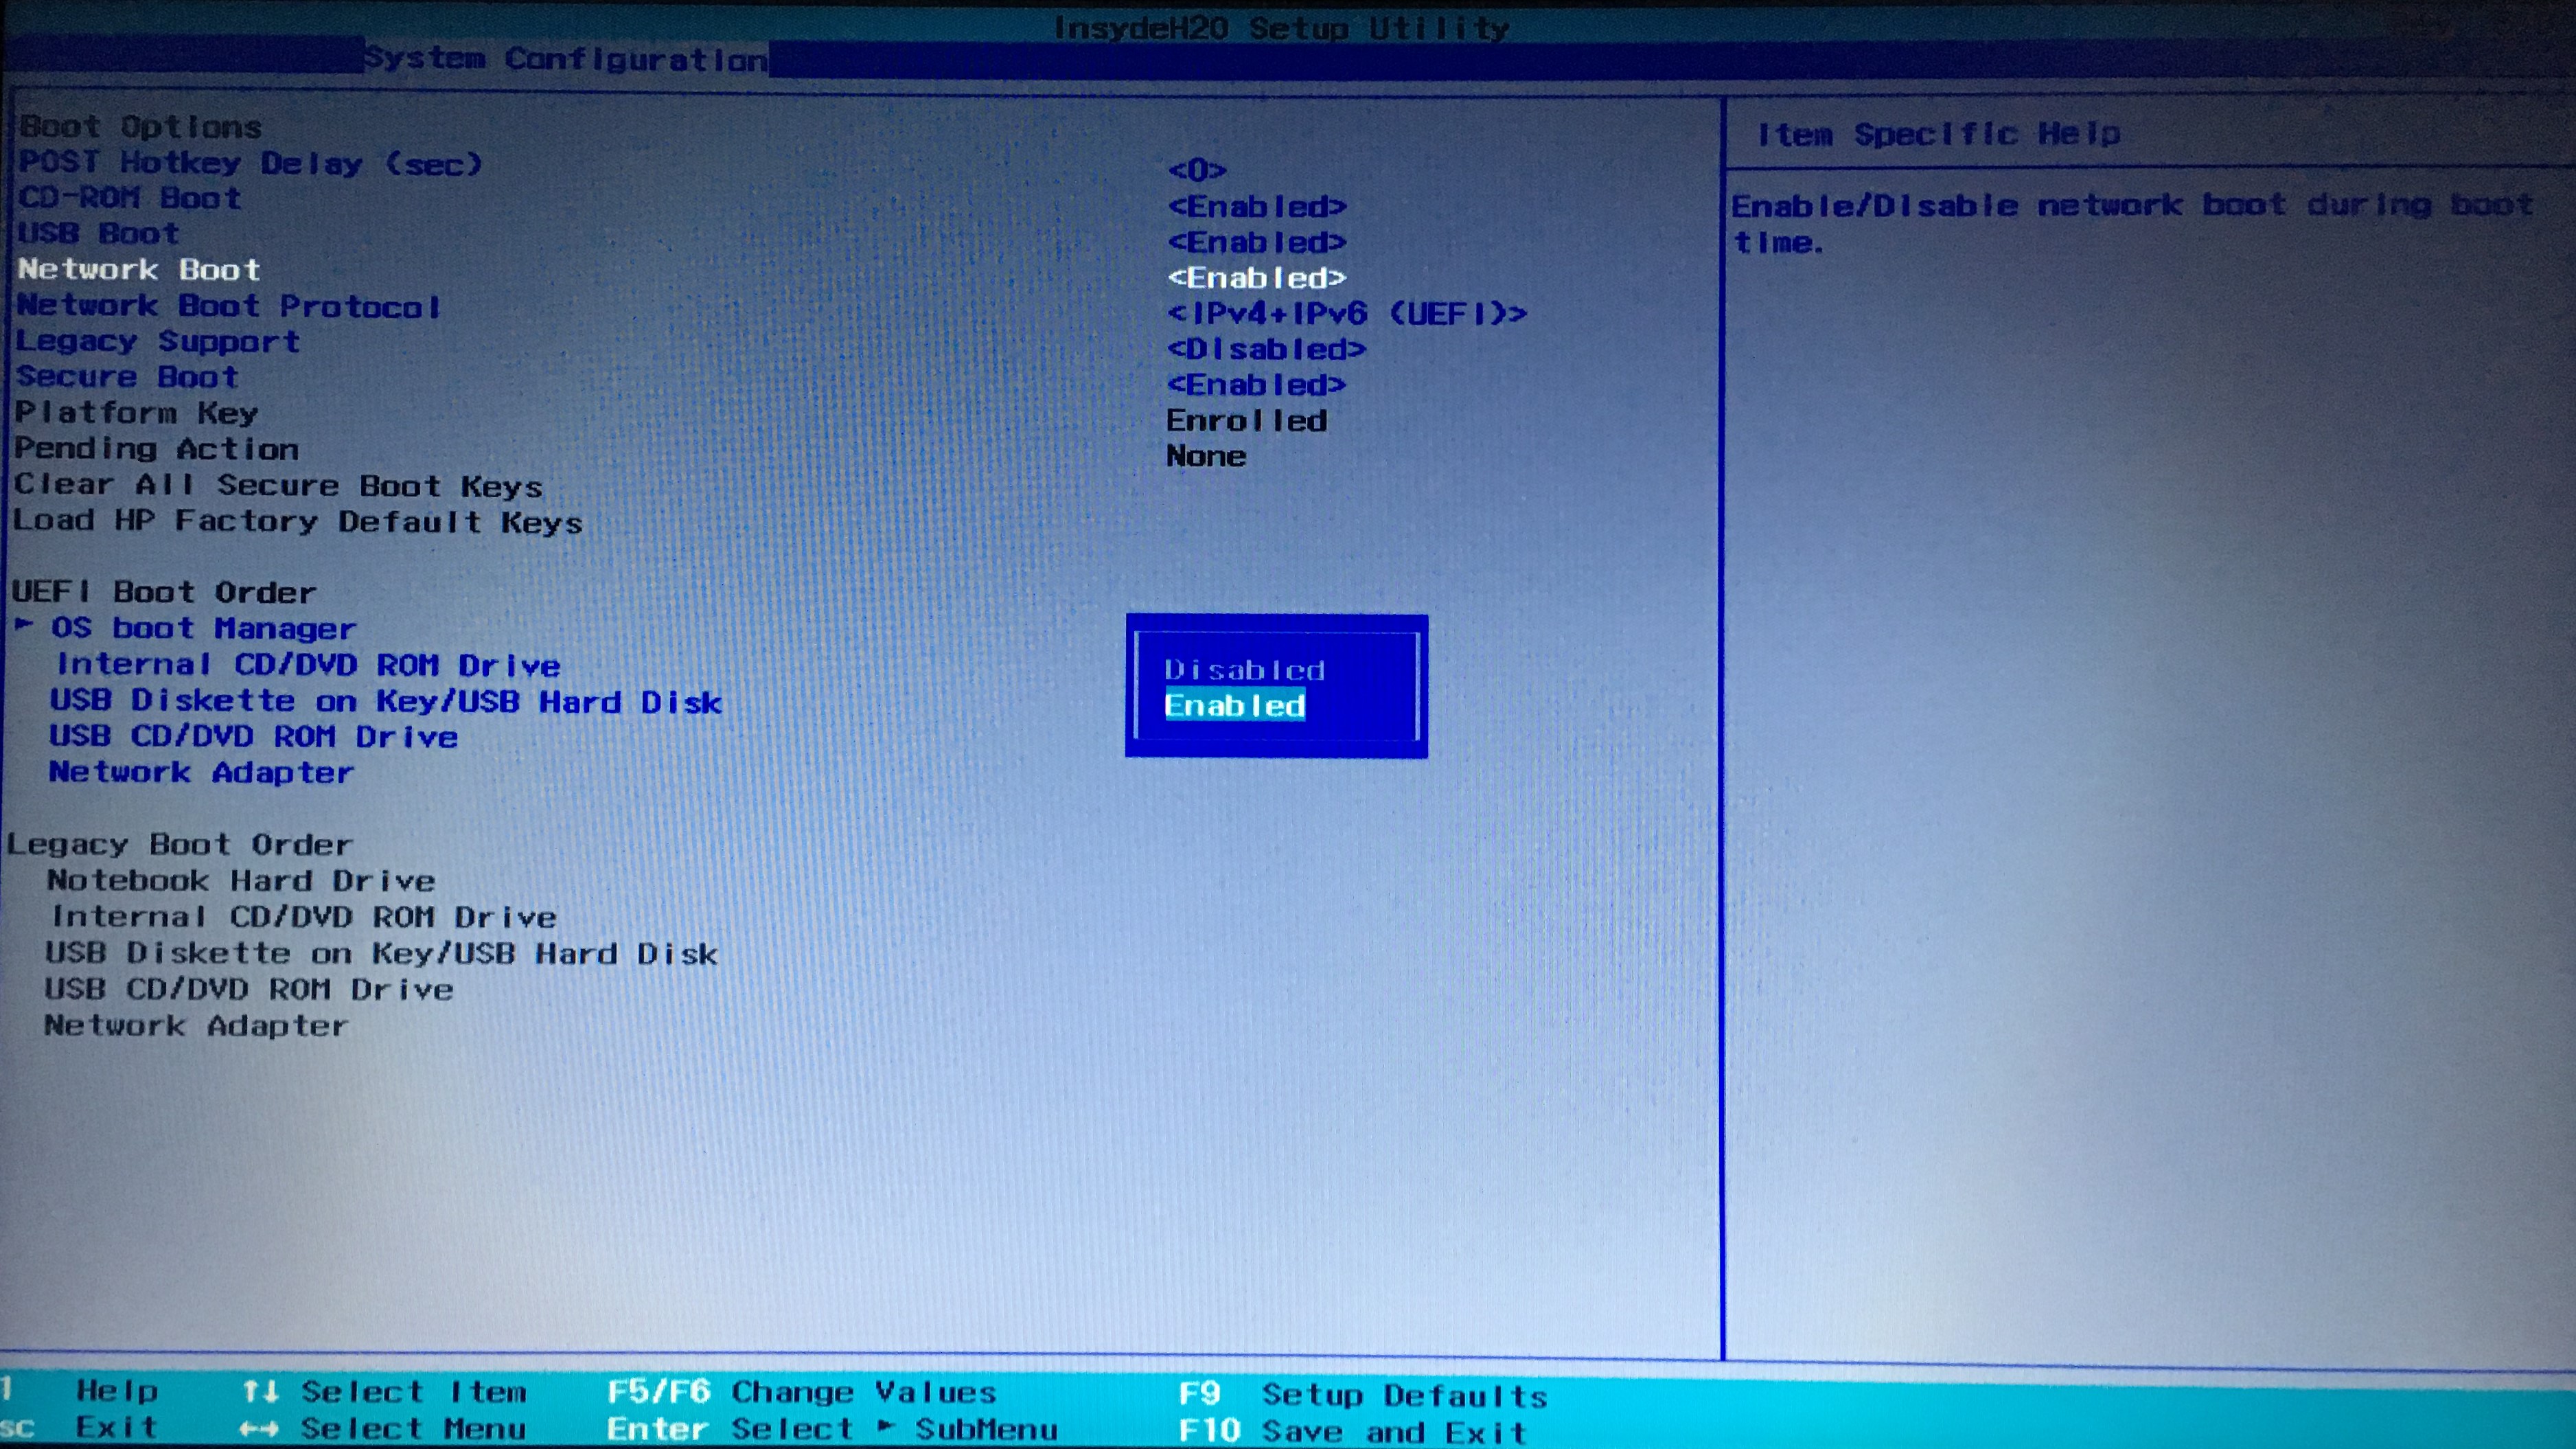 InsydeH20 Setup Utility
System Configuration
Boot Options
POST Hotkey Delay (sec) <0>
CD-ROM Boot <Enabled>
USB Boot <Enabled>
Network Boot <Enabled>
Network Boot Protocol <IPv4+IPv6 (UEFI)>
Legacy Support <Disabled>
Secure Boot <Enabled>
Platform Key Enrolled
Pending Action None
Clear All Secure Boot Keys
Load HP Factory Default Keys
UEFI Boot Order
► OS boot Manager
Internal CD/DVD ROM Drive
USB Diskette on Key/USB Hard Disk
USB CD/DVD ROM Drive
Network Adapter
Legacy Boot Order
Notebook Hard Drive
Internal CD/DVD ROM Drive
USB Diskette on Key/USB Hard Disk
USB CD/DVD ROM Drive
Network Adapter
Disabled
Enabled
Item Specific Help
Enable/Disable network boot during boot
time.
1 Help ↑↓ Select Item F5/F6 Change Values F9 Setup Defaults
sc Exit ←→ Select Menu Enter Select ► SubMenu F10 Save and Exit